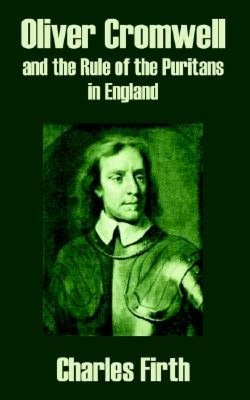 Oliver Cromwell
and the Rule of the Puritans
in England
Charles Firth